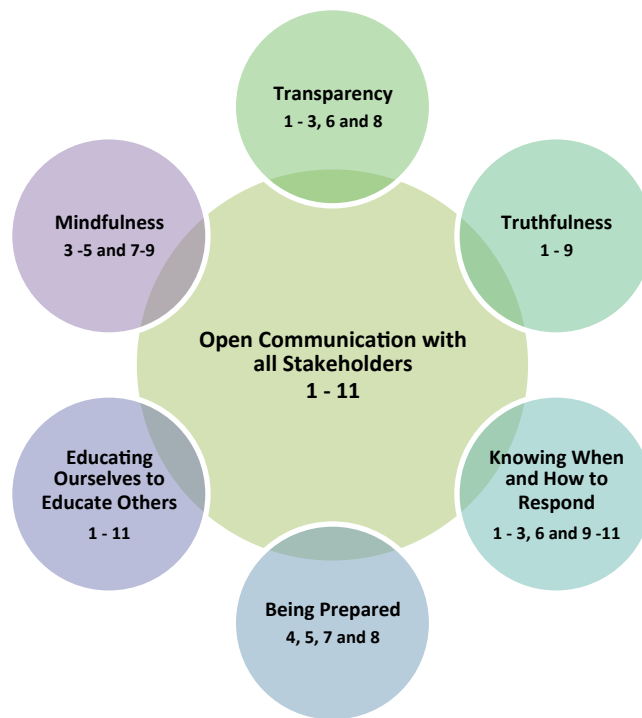 Transparency
1 - 3, 6 and 8
Mindfulness
3 -5 and 7-9
Truthfulness
1 - 9
Open Communication with
all Stakeholders
1 - 11
Educating
Ourselves to
Educate Others
1 - 11
Knowing When
and How to
Respond
1 - 3, 6 and 9 -11
Being Prepared
4, 5, 7 and 8